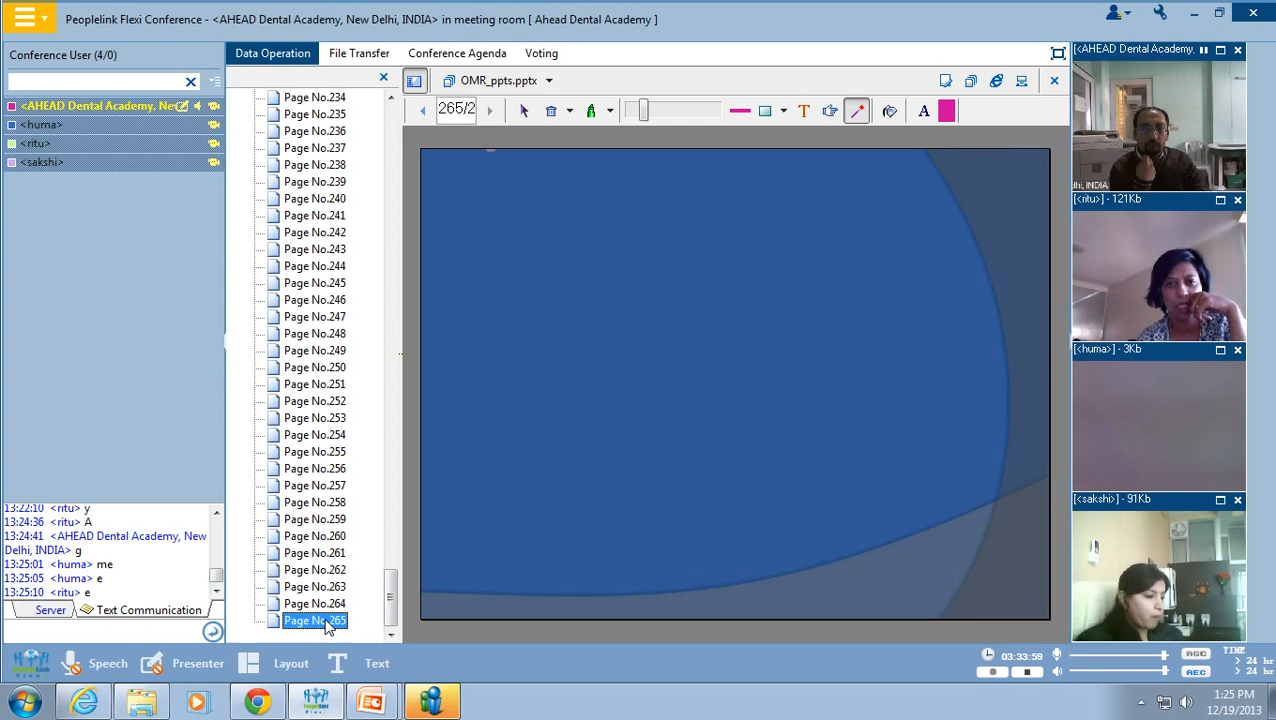 Peoplelink Flexi Conference - <AHEAD Dental Academy, New Delhi, INDIA> in meeting room [ Ahead Dental Academy ]
Conference User (4/0)
Data Operation
File Transfer
Conference Agenda
Voting
[<AHEAD Dental Academy,
OMR_ppts.pptx
<AHEAD Dental Academy, Ne
<huma>
<ritu>
<sakshi>
265/2
T
A
Page No.234
Page No.235
Page No.236
Page No.237
Page No.238
Page No.239
Page No.240
Page No.241
Page No.242
Page No.243
Page No.244
Page No.245
Page No.246
Page No.247
Page No.248
Page No.249
Page No.250
Page No.251
Page No.252
Page No.253
Page No.254
Page No.255
Page No.256
Page No.257
Page No.258
Page No.259
Page No.260
Page No.261
Page No.262
Page No.263
Page No.264
Page No.265
lhi, INDIA
[<ritu>] - 121Kb
[<huma>] - 3Kb
[<sakshi>] - 91Kb
13:22:10 <ritu> y
13:24:36 <ritu> A
13:24:41 <AHEAD Dental Academy, New
Delhi, INDIA> g
13:25:01 <huma> me
13:25:05 <huma> e
13:25:10 <ritu> e
Server
Text Communication
Speech
Presenter
Layout
Text
03:33:59
AGC
AEC
TIME
> 24 hr
> 24 hr
1:25 PM
12/19/2013